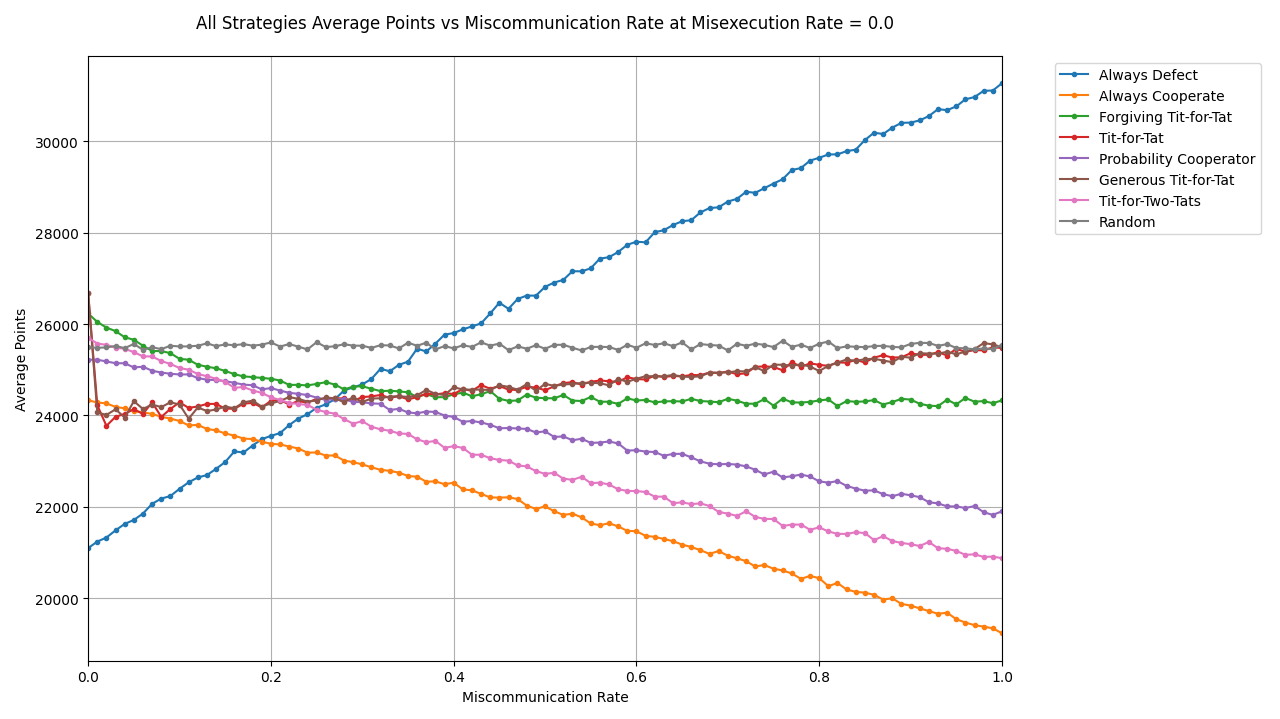 All Strategies Average Points vs Miscommunication Rate at Misexecution Rate = 0.0
Average Points
30000
28000
26000
24000
22000
20000
0.0 0.2 0.4 0.6 0.8 1.0
Miscommunication Rate
Always Defect
Always Cooperate
Forgiving Tit-for-Tat
Tit-for-Tat
Probability Cooperator
Generous Tit-for-Tat
Tit-for-Two-Tats
Random